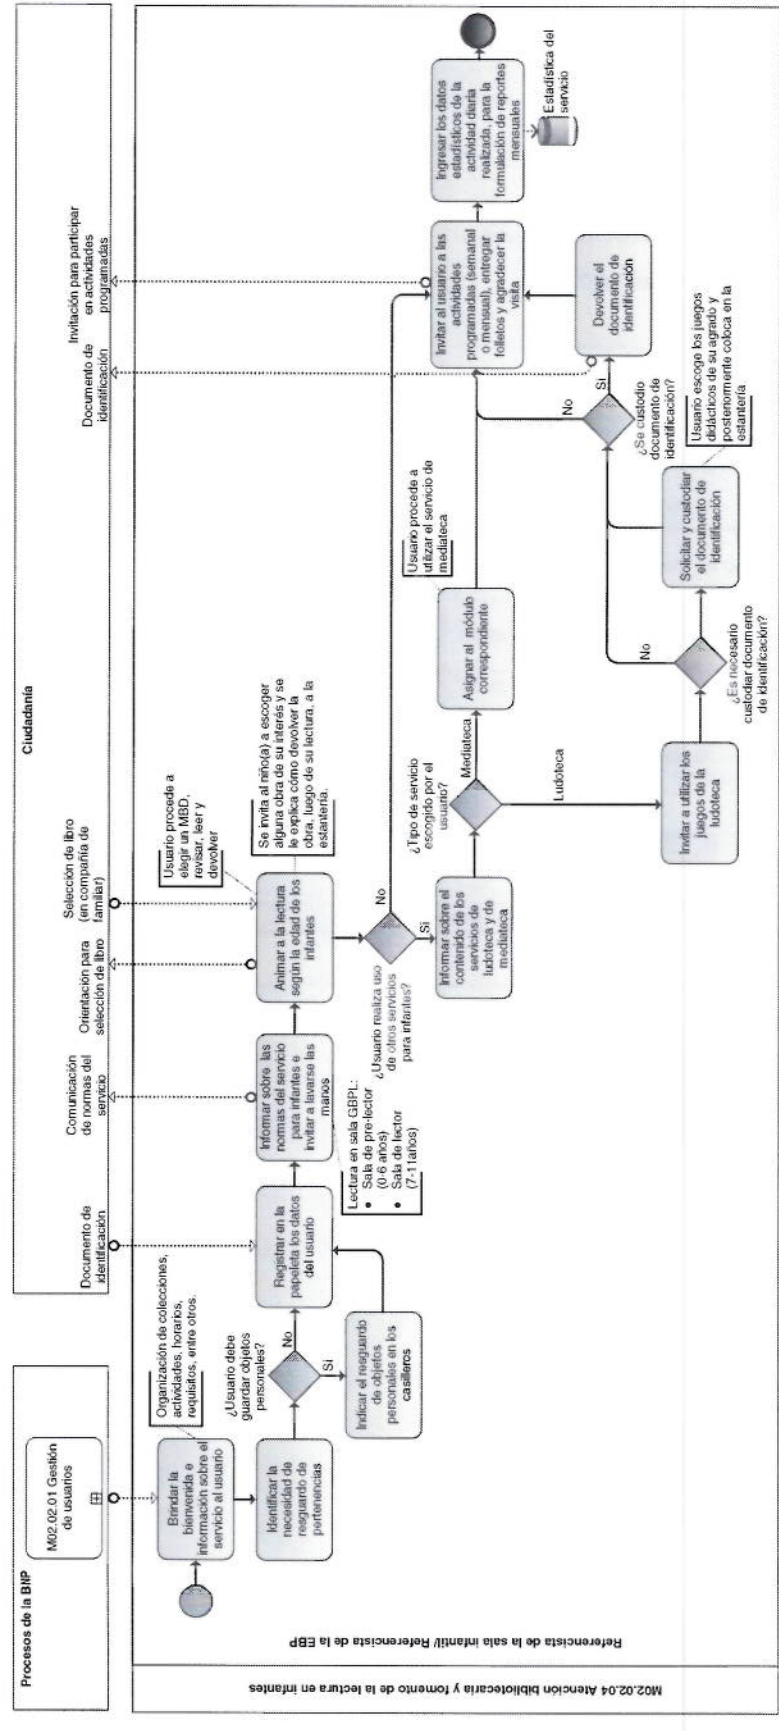 Procesos de la BNP
M02.02.01 Gestión
de usuarios
Ciudadanía
Documento de
identificación
Comunicación
de normas del
servicio
Orientación para
selección de libro
Selección de libro
(en compañía de
familiar)
Documento de
identificación
Invitación para participar
en actividades
programadas
M02.02.04 Atención bibliotecaria y fomento de la lectura en infantes
Referencista de la sala infantil/ Referencista de la EBP
Brindar la
bienvenida e
información sobre el
servicio al usuario
Organización de colecciones,
actividades, horarios,
requisitos, entre otros.
Identificar la
necesidad de
resguardo de
pertenencias
¿Usuario debe
guardar objetos
personales?
No
Si
Indicar el resguardo
de objetos
personales en los
casilleros
Registrar en la
papeleta los datos
del usuario
Informar sobre las
normas del servicio
para infantes e
invitar a lavarse las
manos
Lectura en sala GBPL:
• Sala de pre-lector
(0-6 años)
• Sala de lector
(7-11años)
Animar a la lectura
según la edad de los
infantes
Usuario procede a
elegir un MBD,
revisar, leer y
devolver
Se invita al niño(a) a escoger
alguna obra de su interés y se
le explica cómo devolver la
obra, luego de su lectura, a la
estantería.
¿Usuario realiza uso
de otros servicios
para infantes?
No
Si
Informar sobre el
contenido de los
servicios de
ludoteca y de
mediateca
¿Tipo de servicio
escogido por el
usuario?
Mediateca
Ludoteca
Asignar al módulo
correspondiente
Usuario procede a
utilizar el servicio de
mediateca
Invitar a utilizar los
juegos de la
ludoteca
¿Es necesario
custodiar documento
de identificación?
No
Solicitar y custodiar
el documento de
identificación
Usuario escoge los juegos
didácticos de su agrado y
posteriormente coloca en la
estantería
¿Se custodio
documento de
identificación?
No
Si
Devolver el
documento de
identificación
Invitar al usuario a las
actividades
programadas (semanal
o mensual), entregar
folletos y agradecer la
visita
Ingresar los datos
estadísticos de la
actividad diaria
realizada, para la
formulación de reportes
mensuales
Estadística del
servicio